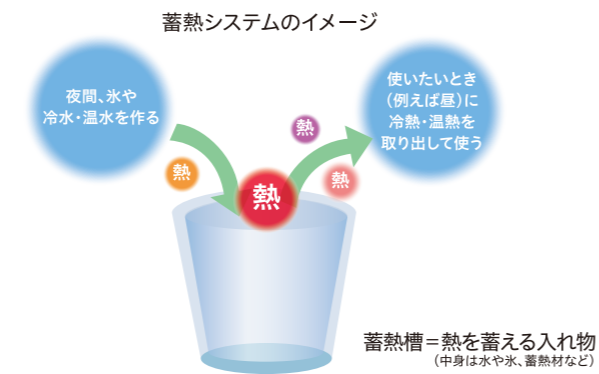 蓄熱システムのイメージ
夜間、氷や
冷水・温水を作る
使いたいとき
（例えば昼）に
冷熱・温熱を
取り出して使う
熱
熱
熱
熱
蓄熱槽＝熱を蓄える入れ物
（中身は水や氷、蓄熱材など）